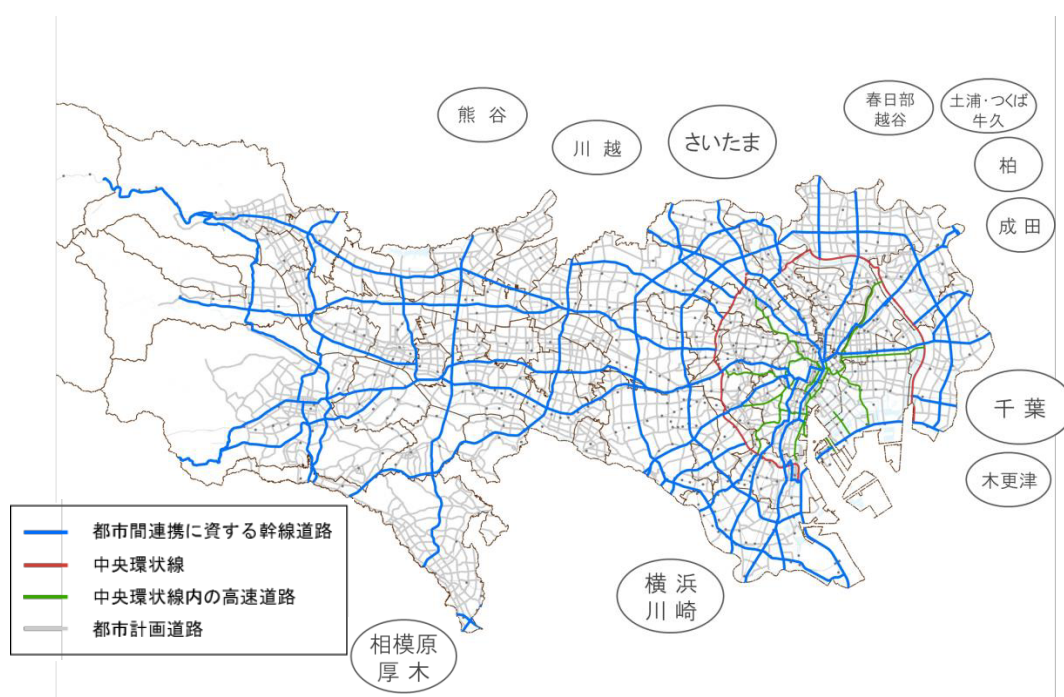 熊 谷
川 越
さいたま
春日部
越谷
土浦・つくば
牛久
柏
成 田
千 葉
木更津
横 浜
川 崎
相模原
厚 木
都市間連携に資する幹線道路
中央環状線
中央環状線内の高速道路
都市計画道路